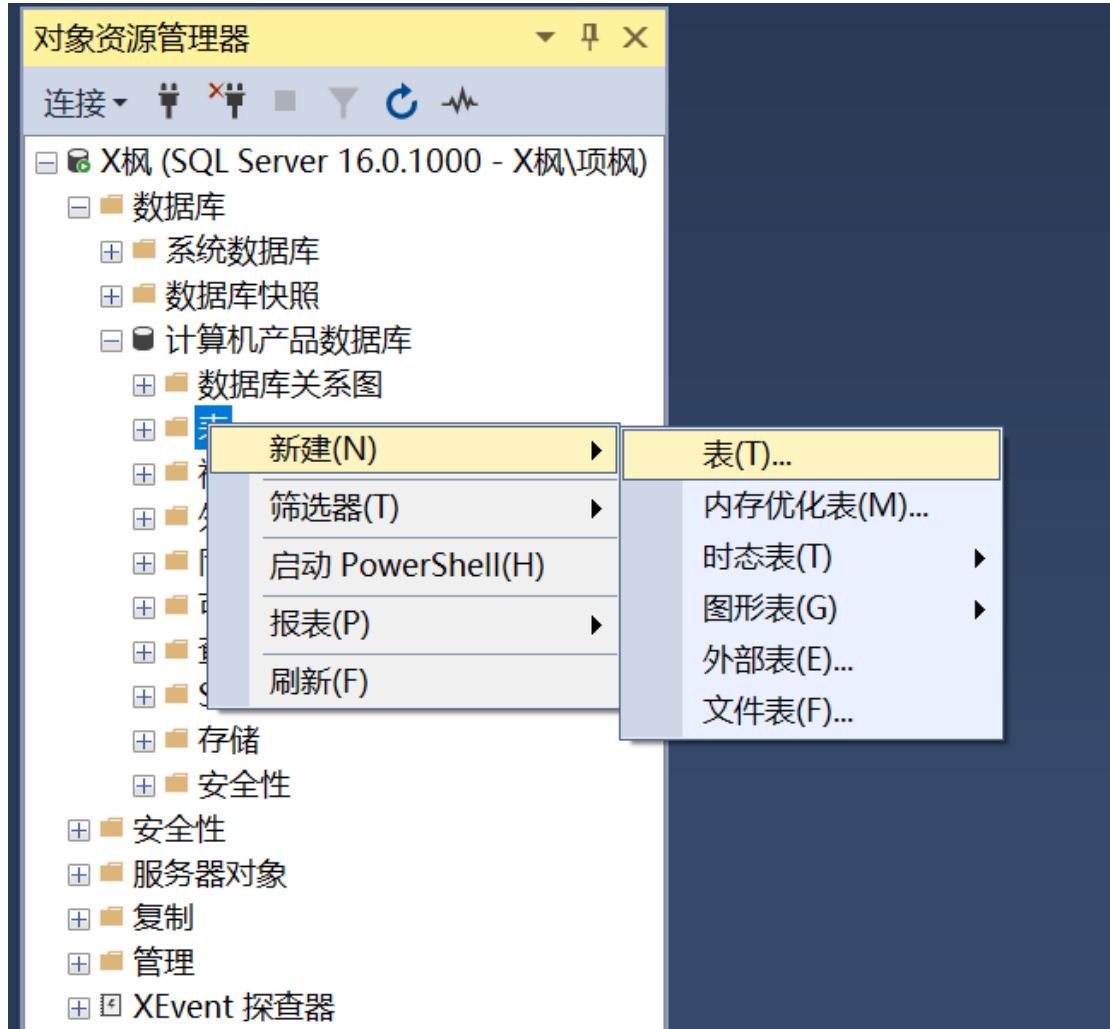 对象资源管理器
连接
X枫 (SQL Server 16.0.1000 - X枫\项枫)
数据库
系统数据库
数据库快照
计算机产品数据库
数据库关系图
表
新建(N)
筛选器(T)
启动 PowerShell(H)
报表(P)
刷新(F)
表(T)...
内存优化表(M)...
时态表(T)
图形表(G)
外部表(E)...
文件表(F)...
存储
安全性
安全性
服务器对象
复制
管理
XEvent 探查器